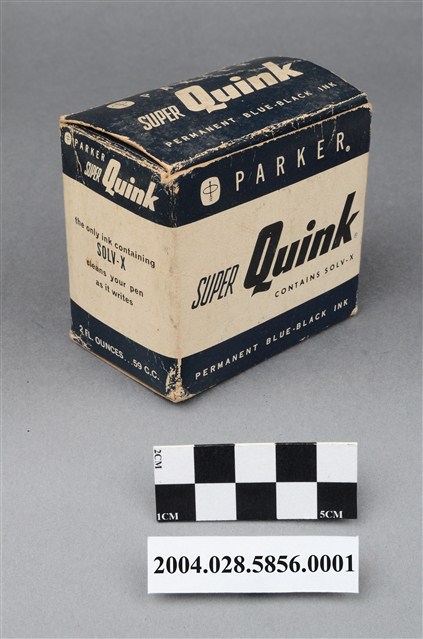 PARKER
SUPER Quink
PERMANENT BLUE-BLACK INK
PARKER
SUPER Quink
the only ink containing
SOLV-X
cleans your pen
as it writes
2 FL. OUNCES...59 C.C.
PARKER®
SUPER Quink®
CONTAINS SOLV-X
PERMANENT BLUE-BLACK INK
2CM
1CM
5CM
2004.028.5856.0001